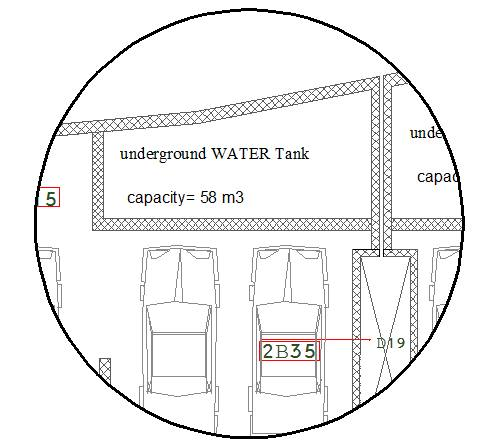 underground WATER Tank
capacity= 58 m3
unde
capac
5
2B35
D19